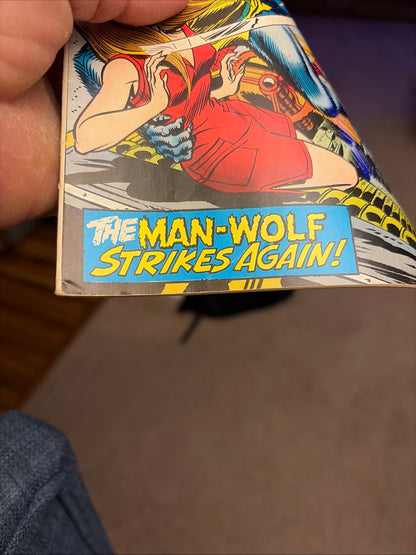 THE MAN-WOLF
STRIKES AGAIN!